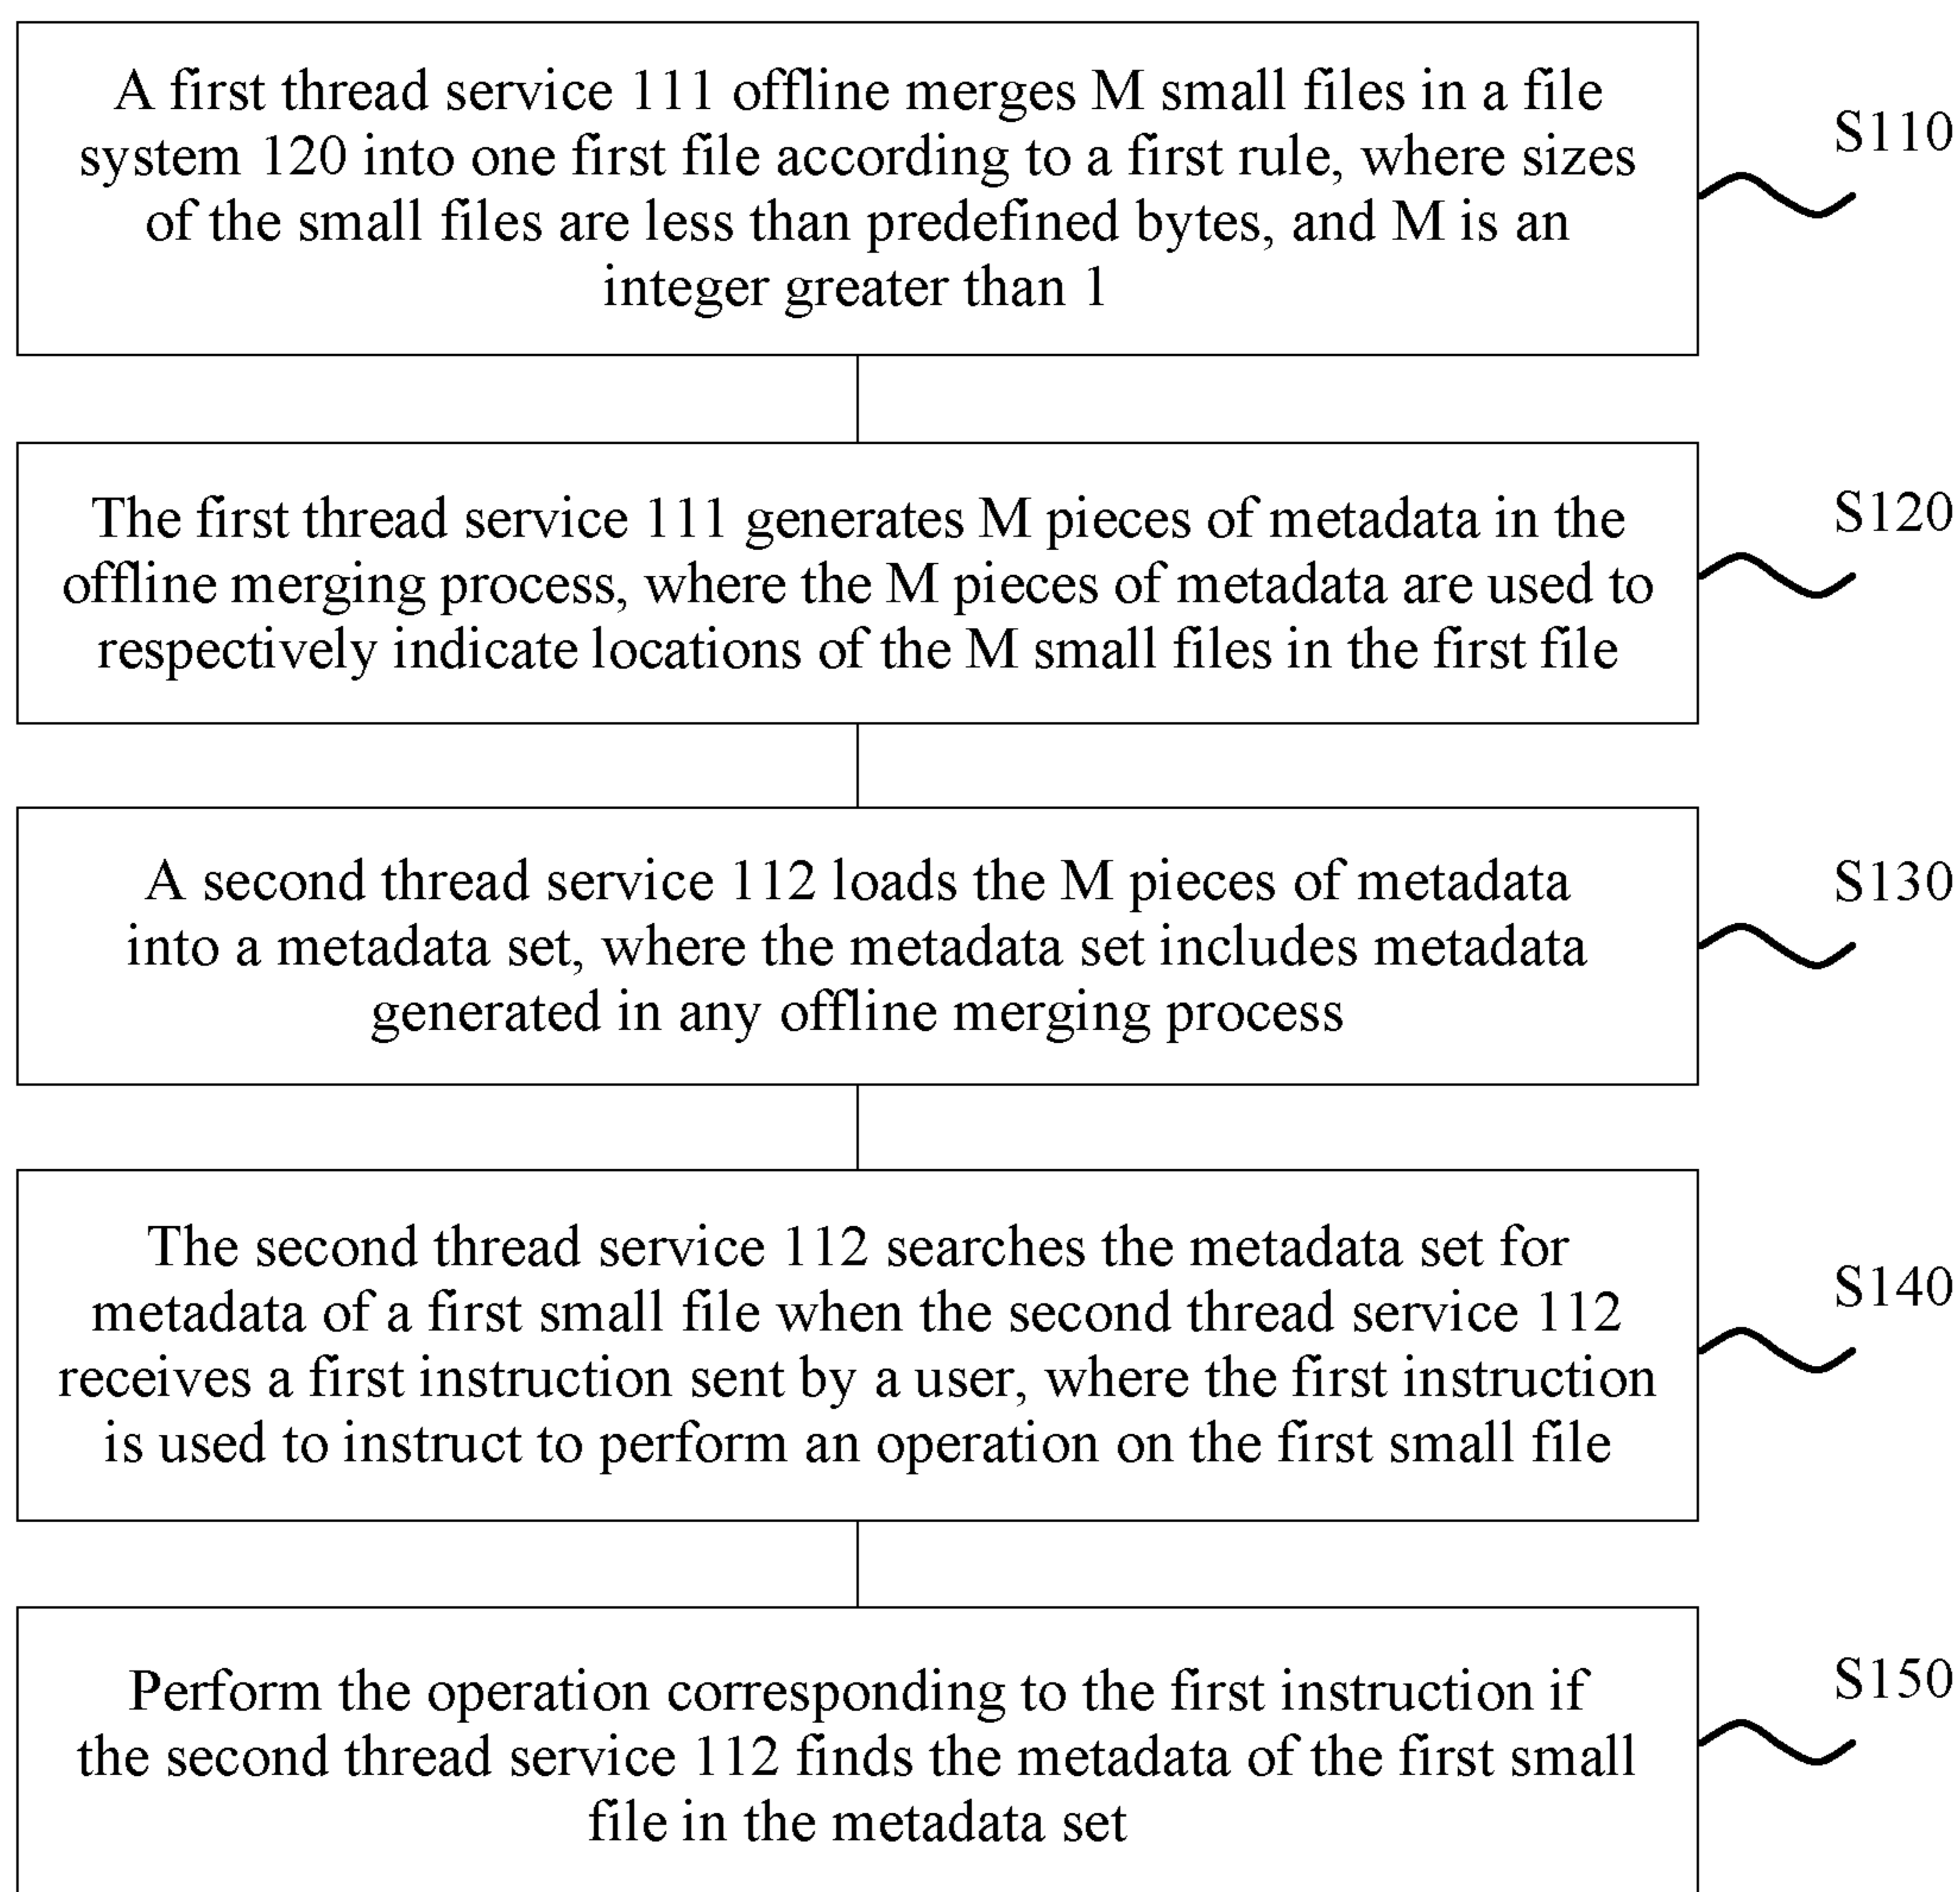 A first thread service 111 offline merges M small files in a file
system 120 into one first file according to a first rule, where sizes
of the small files are less than predefined bytes, and M is an
integer greater than 1
S110
The first thread service 111 generates M pieces of metadata in the
offline merging process, where the M pieces of metadata are used to
respectively indicate locations of the M small files in the first file
S120
A second thread service 112 loads the M pieces of metadata
into a metadata set, where the metadata set includes metadata
generated in any offline merging process
S130
The second thread service 112 searches the metadata set for
metadata of a first small file when the second thread service 112
receives a first instruction sent by a user, where the first instruction
is used to instruct to perform an operation on the first small file
S140
Perform the operation corresponding to the first instruction if
the second thread service 112 finds the metadata of the first small
file in the metadata set
S150